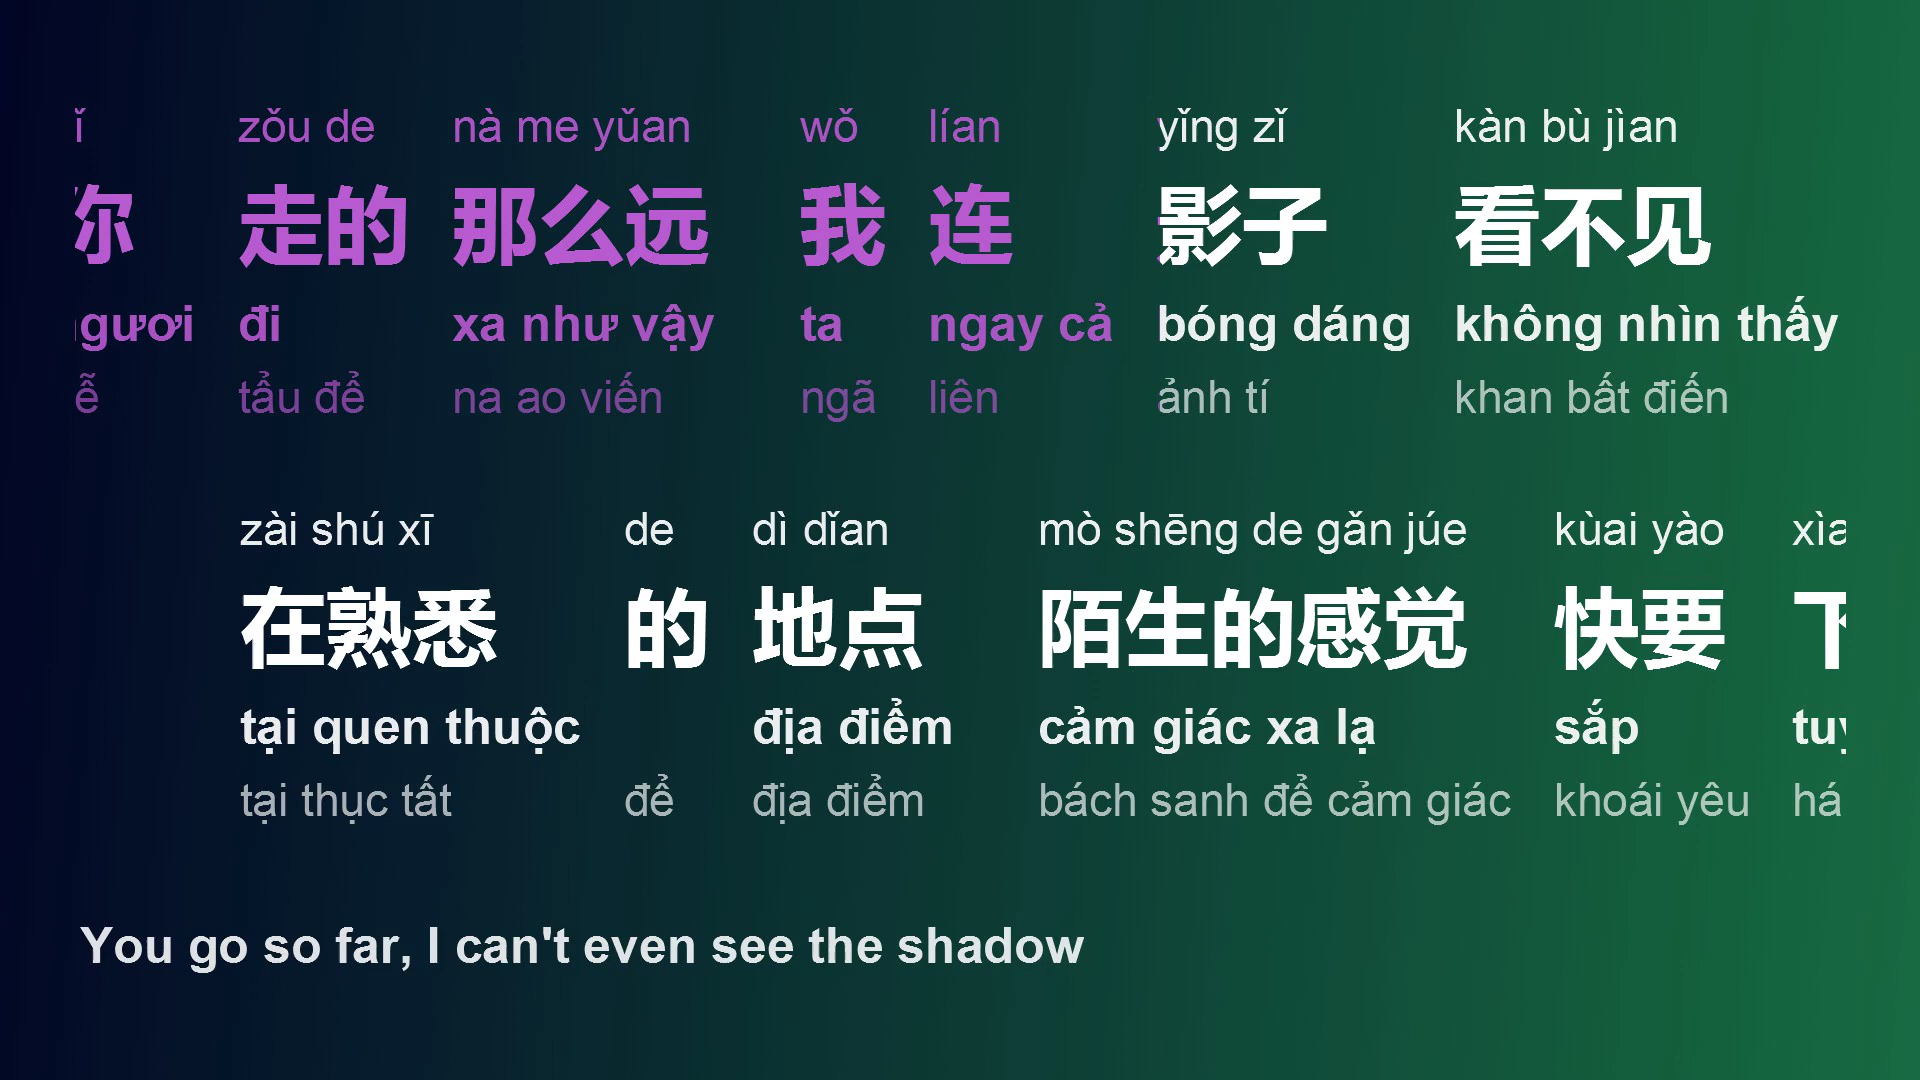 zǒu de nà me yǔan wǒ lían yǐng zǐ kàn bù jìan
你 走的 那么远 我 连 影子 看不见
gươi đi xa như vậy ta ngay cả bóng dáng không nhìn thấy
tẩu để na ao viến ngã liên ảnh tí khan bất điến
zài shú xī de dì dǐan mò shēng de gǎn júe kùai yào
在熟悉 的 地点 陌生的感觉 快要 下
tại quen thuộc địa điểm cảm giác xa lạ sắp
tại thục tất để địa điểm bách sanh để cảm giác khoái yêu há
You go so far, I can't even see the shadow